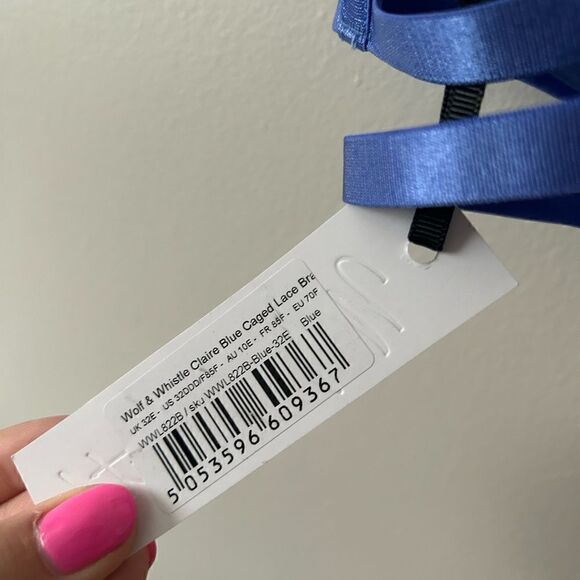 Wolf & Whistle Claire Blue Caged Lace Bra
UK 32E - US 32DDD/F85F - AU 10E - FR 85F - EU 70F
WWL822B / sku WWL822B-Blue-32E Blue
5 053596 609367